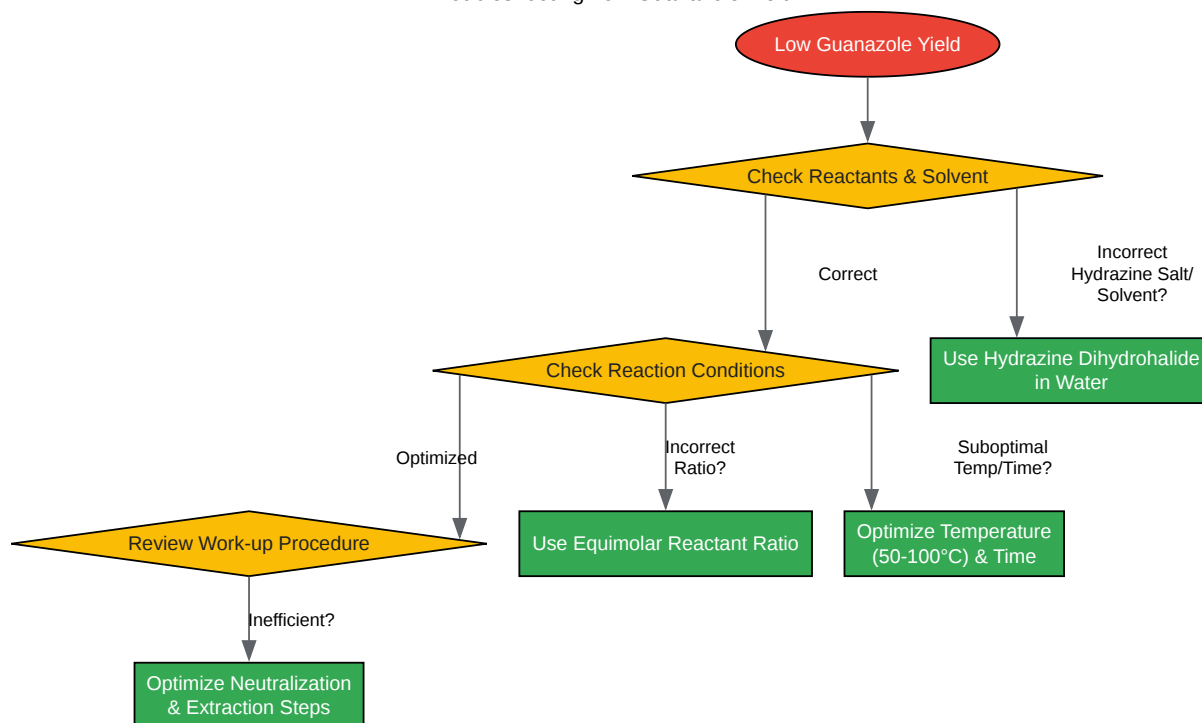 Low Guanazole Yield
Check Reactants & Solvent
Correct
Incorrect
Hydrazine Salt/
Solvent?
Use Hydrazine Dihydrohalide
in Water
Check Reaction Conditions
Optimized
Incorrect
Ratio?
Suboptimal
Temp/Time?
Review Work-up Procedure
Use Equimolar Reactant Ratio
Optimize Temperature
(50-100°C) & Time
Inefficient?
Optimize Neutralization
& Extraction Steps